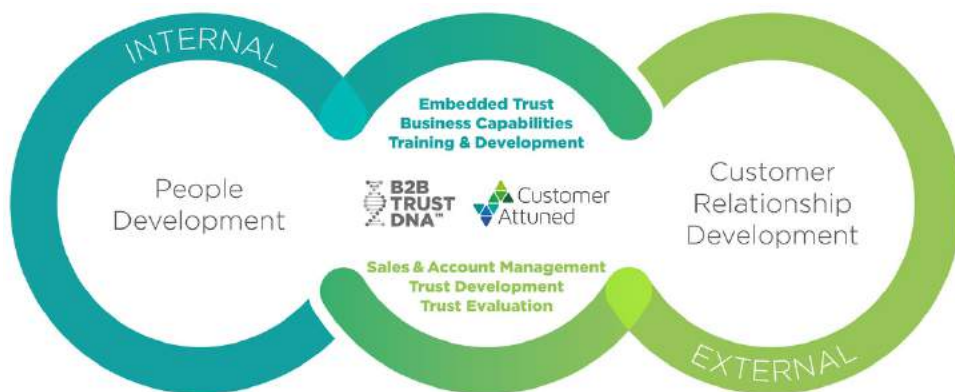 INTERNAL
People
Development
Embedded Trust
Business Capabilities
Training & Development
B2B
TRUST
DNA™
Customer
Attuned
Sales & Account Management
Trust Development
Trust Evaluation
Customer
Relationship
Development
EXTERNAL